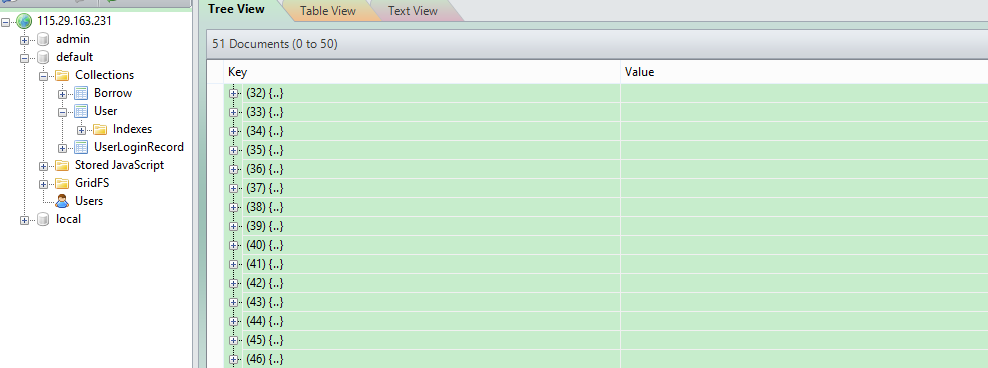 115.29.163.231
admin
default
Collections
Borrow
User
Indexes
UserLoginRecord
Stored JavaScript
GridFS
Users
local
Tree View Table View Text View
51 Documents (0 to 50)
Key Value
(32) {..}
(33) {..}
(34) {..}
(35) {..}
(36) {..}
(37) {..}
(38) {..}
(39) {..}
(40) {..}
(41) {..}
(42) {..}
(43) {..}
(44) {..}
(45) {..}
(46) {..}